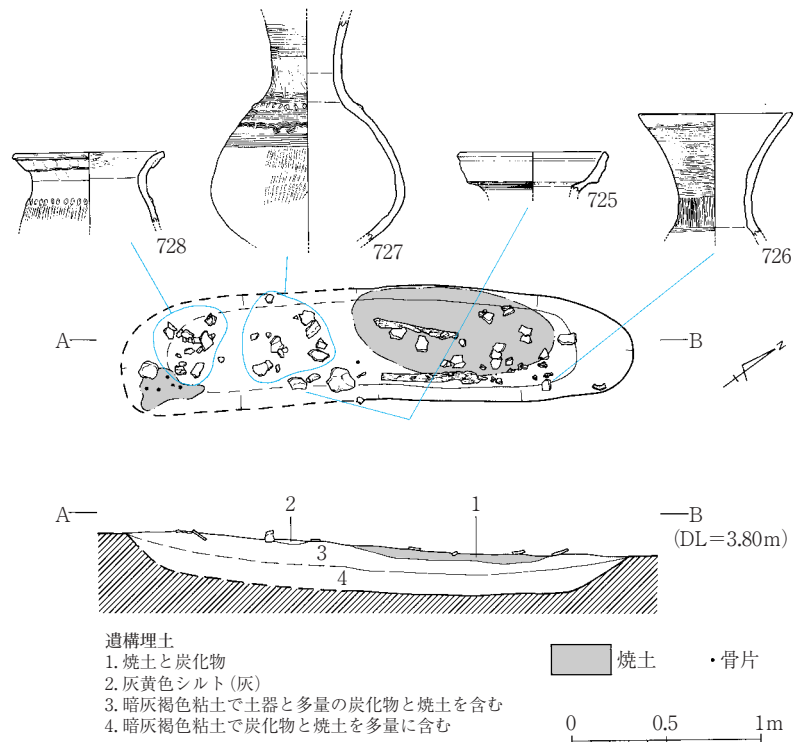 728
727
725
726
A
B
N
A
2
1
B
(DL=3.80m)
3
4
遺構埋土
1. 焼土と炭化物
2. 灰黄色シルト(灰)
3. 暗灰褐色粘土で土器と多量の炭化物と焼土を含む
4. 暗灰褐色粘土で炭化物と焼土を多量に含む
焼土
骨片
0
0.5
1m